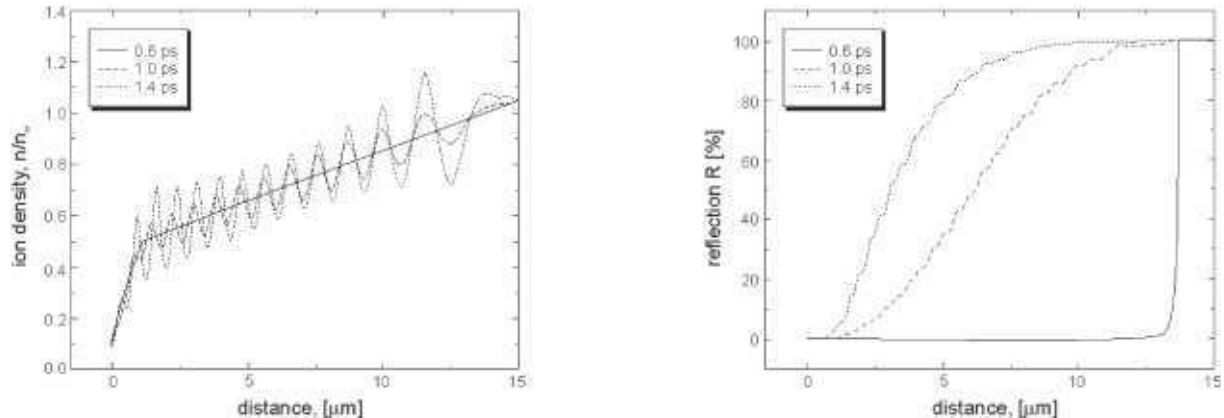 1.4
1.2
1.0
0.8
0.6
0.4
0.2
0.0
ion density, n/n
0.6 ps
1.0 ps
1.4 ps
0
5
10
15
distance, [µm]
100
80
60
40
20
0
reflection R [%]
0.6 ps
1.0 ps
1.4 ps
0
5
10
15
distance, [µm]